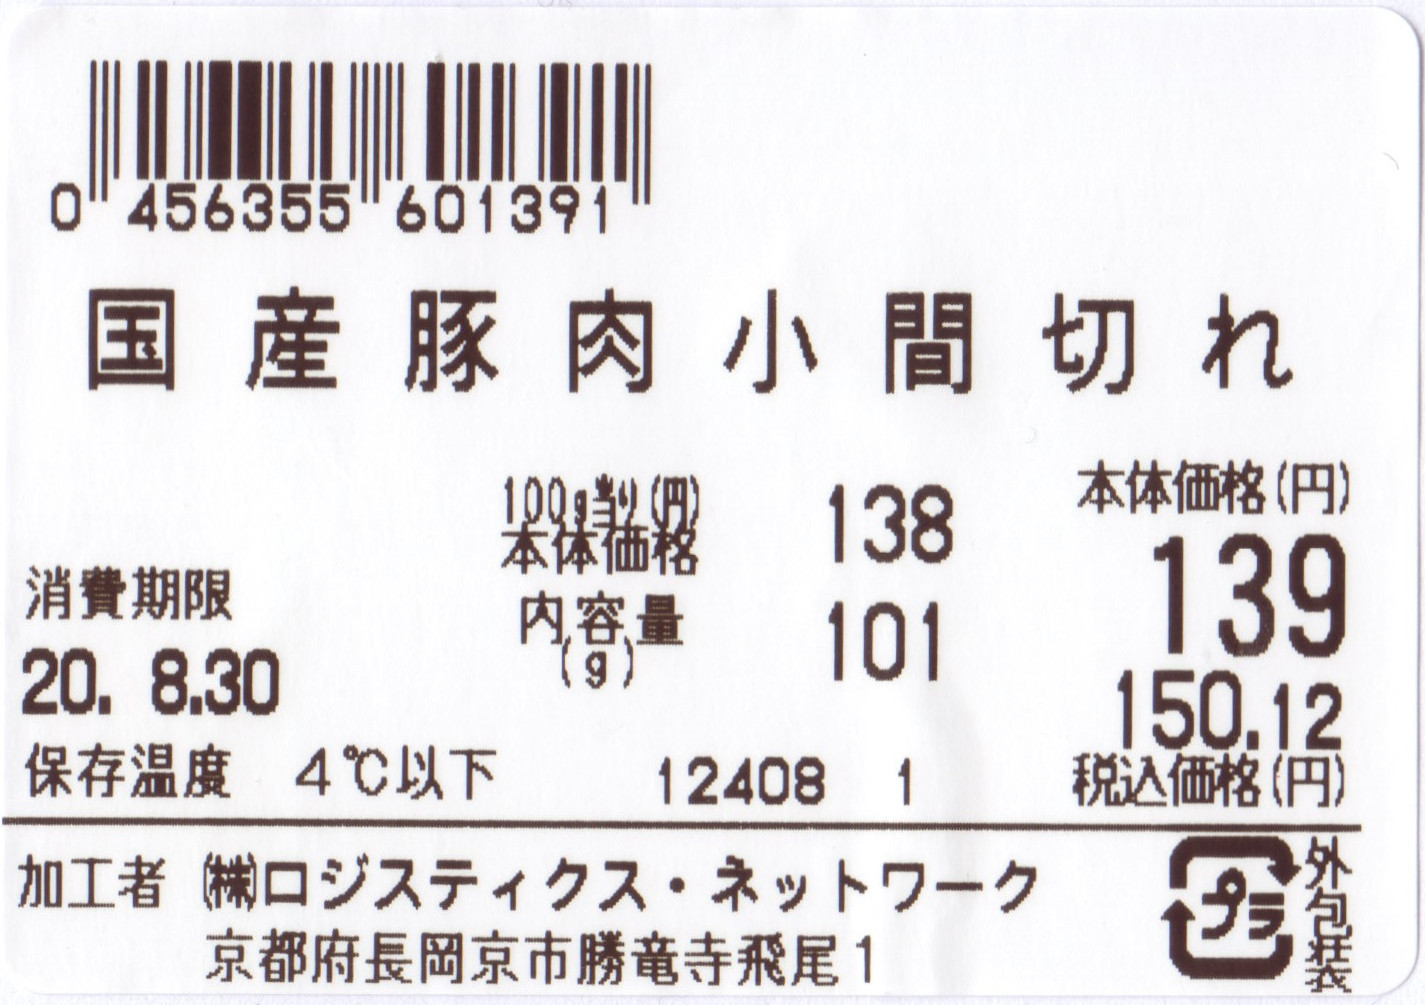 0 456355 601391
国産豚肉小間切れ
100g当り(円)
本体価格
138
本体価格(円)
139
消費期限
20. 8.30
内容量
(g)
101
150.12
税込価格(円)
保存温度 4℃以下
12408 1
加工者 (株)ロジスティクス・ネットワーク
京都府長岡京市勝竜寺飛尾1
プラ
外包装